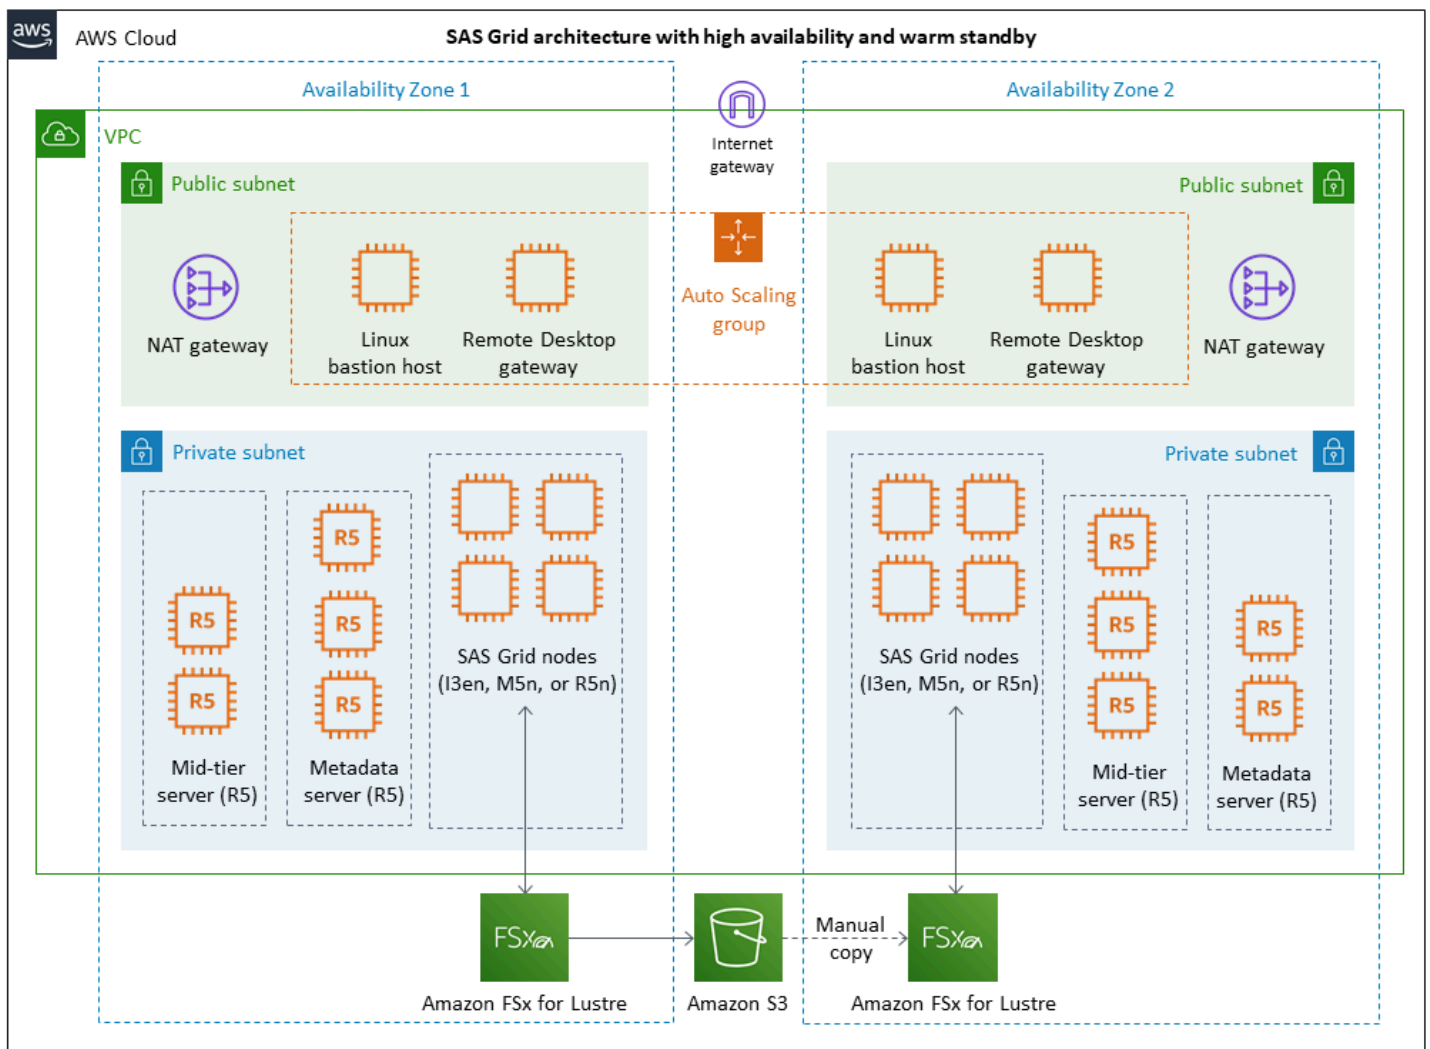 aws
AWS Cloud
SAS Grid architecture with high availability and warm standby
Availability Zone 1
Availability Zone 2
VPC
Internet
gateway
Public subnet
Public subnet
NAT gateway
Linux
bastion host
Remote Desktop
gateway
Auto Scaling
group
Linux
bastion host
Remote Desktop
gateway
NAT gateway
Private subnet
Private subnet
R5
R5
Mid-tier
server (R5)
R5
R5
R5
Metadata
server (R5)
SAS Grid nodes
(I3en, M5n, or R5n)
SAS Grid nodes
(I3en, M5n, or R5n)
R5
R5
R5
Mid-tier
server (R5)
R5
R5
Metadata
server (R5)
FSx
Amazon FSx for Lustre
Amazon S3
Manual
copy
FSx
Amazon FSx for Lustre